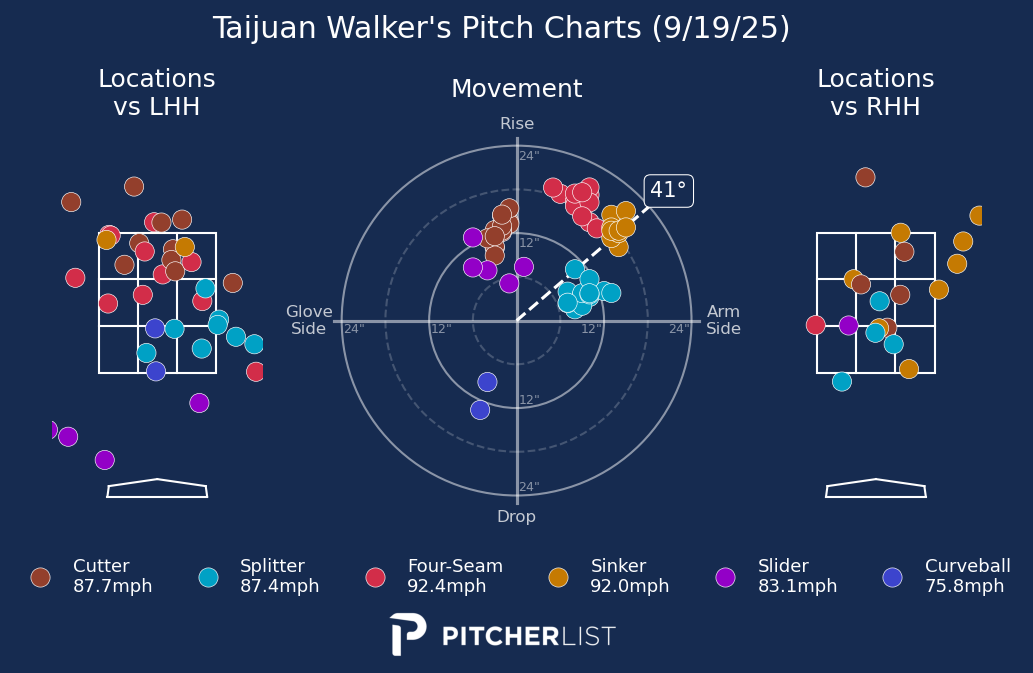 Taijuan Walker's Pitch Charts (9/19/25)
Locations
vs LHH
Movement
Locations
vs RHH
Rise
24"
41°
12"
Glove
Side
24"
12"
12"
24"
Arm
Side
12"
24"
Drop
Cutter
87.7mph
Splitter
87.4mph
Four-Seam
92.4mph
Sinker
92.0mph
Slider
83.1mph
Curveball
75.8mph
PITCHERLIST